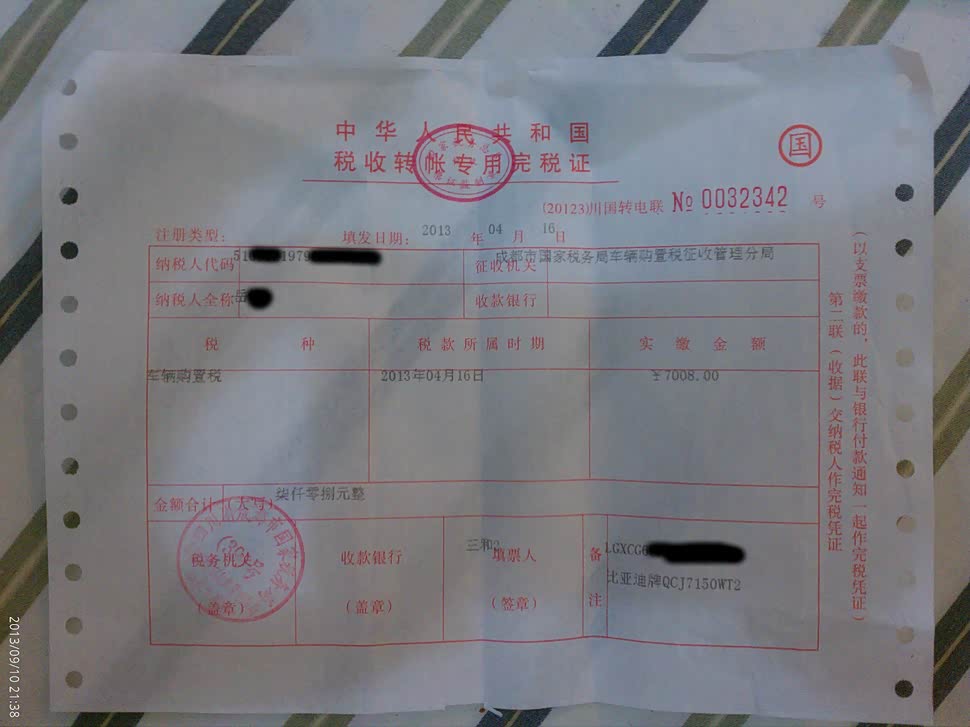 中华人民共和国
税收转帐专用完税证
国
(20123)川国转电联 № 0032342 号
注册类型: 填发日期: 2013 年 04 月 16 日
纳税人代码 51 1979 征收机关 成都市国家税务局车辆购置税征收管理分局
纳税人全称 岳 收款银行
税种 税款所属时期 实缴金额
车辆购置税 2013年04月16日 ¥7008.00
金额合计 (大写) 柒仟零捌元整
税务机关 (盖章)
收款银行 (盖章)
三和2 填票人 (签章)
备注 LGXCG6
比亚迪牌QCJ7150WT2
第二联(收据)交纳税人作完税凭证
(以支票缴款的,此联与银行付款通知一起作完税凭证)
2013/09/10 21:38